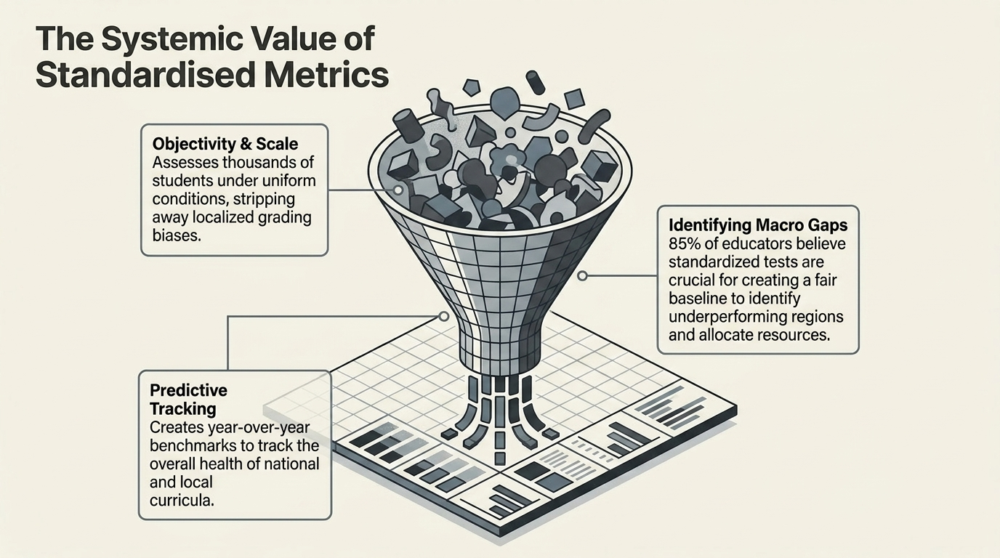 The Systemic Value of
Standardised Metrics
Objectivity & Scale
Assesses thousands of
students under uniform
conditions, stripping
away localized grading
biases.
Identifying Macro Gaps
85% of educators believe
standardized tests are
crucial for creating a fair
baseline to identify
underperforming regions
and allocate resources.
Predictive
Tracking
Creates year-over-year
benchmarks to track the
overall health of national
and local
curricula.